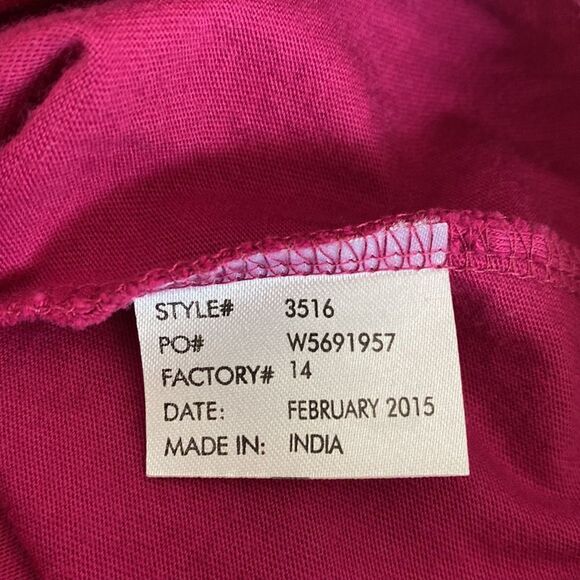 STYLE# 3516
PO# W5691957
FACTORY# 14
DATE: FEBRUARY 2015
MADE IN: INDIA